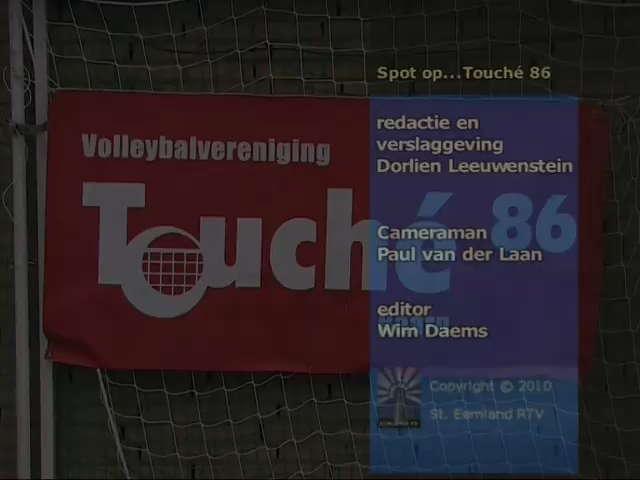 Spot op...Touché 86
Volleybalvereniging
Touché 86
redactie en
verslaggeving
Dorlien Leeuwenstein
Cameraman
Paul van der Laan
editor
Wim Daems
Copyright © 2010
St. Eemland RTV